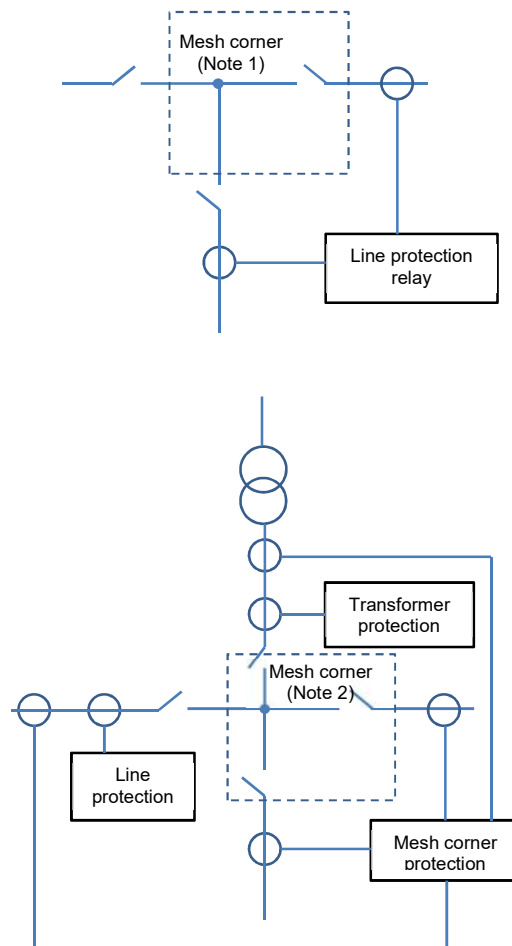 Mesh corner
(Note 1)
Line protection
relay
Transformer
protection
Mesh corner
(Note 2)
Line
protection
Mesh corner
protection